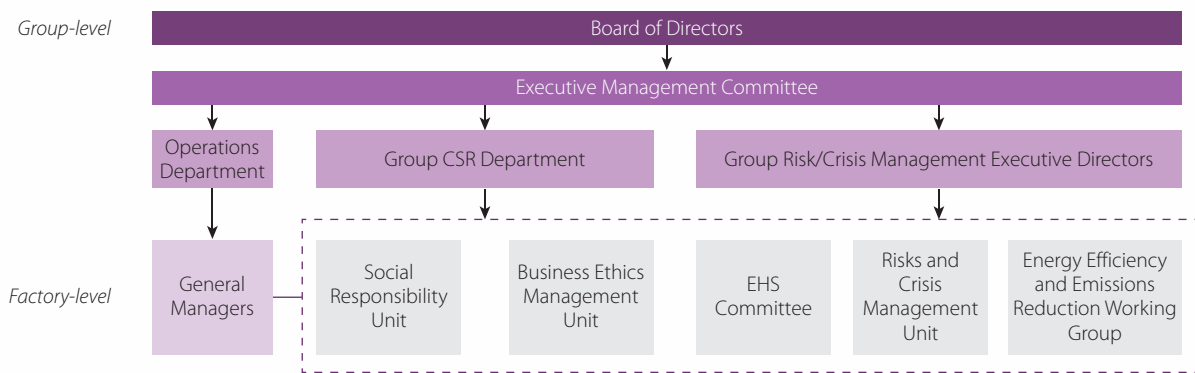 Group-level
Board of Directors
Executive Management Committee
Operations
Department
Group CSR Department
Group Risk/Crisis Management Executive Directors
Factory-level
General
Managers
Social
Responsibility
Unit
Business Ethics
Management
Unit
EHS
Committee
Risks and
Crisis
Management
Unit
Energy Efficiency
and Emissions
Reduction Working
Group